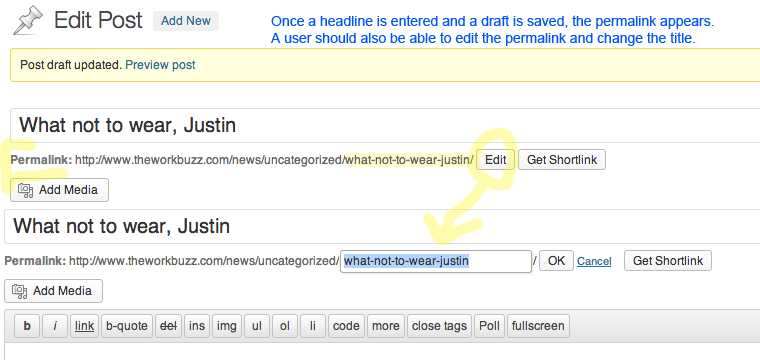 Edit Post Add New
Once a headline is entered and a draft is saved, the permalink appears.
A user should also be able to edit the permalink and change the title.
Post draft updated. Preview post
What not to wear, Justin
Permalink: http://www.theworkbuzz.com/news/uncategorized/what-not-to-wear-justin/ Edit Get Shortlink
Add Media
What not to wear, Justin
Permalink: http://www.theworkbuzz.com/news/uncategorized/ what-not-to-wear-justin / OK Cancel Get Shortlink
Add Media
b i link b-quote del ins img ul ol li code more close tags Poll fullscreen